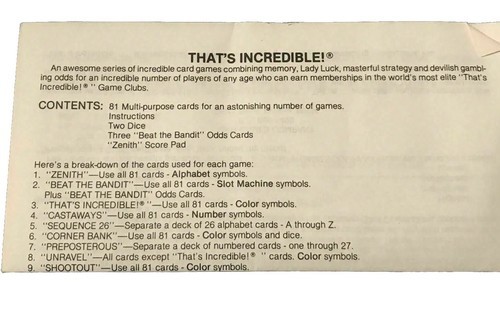 THAT'S INCREDIBLE!®
An awesome series of incredible card games combining memory, Lady Luck, masterful strategy and devilish gambl-
ing odds for an incredible number of players of any age who can earn memberships in the world's most elite "That's
Incredible!® " Game Clubs.
CONTENTS: 81 Multi-purpose cards for an astonishing number of games.
Instructions
Two Dice
Three "Beat the Bandit" Odds Cards
"Zenith" Score Pad
Here's a break-down of the cards used for each game:
1. "ZENITH"—Use all 81 cards - Alphabet symbols.
2. "BEAT THE BANDIT"—Use all 81 cards - Slot Machine symbols.
Plus "BEAT THE BANDIT" Odds Cards.
3. "THAT'S INCREDIBLE!® "—Use all 81 cards - Color symbols.
4. "CASTAWAYS"—Use all 81 cards - Number symbols.
5. "SEQUENCE 26"—Separate a deck of 26 alphabet cards - A through Z.
6. "CORNER BANK"—Use all 81 cards - Color symbols and dice.
7. "PREPOSTEROUS"—Separate a deck of numbered cards - one through 27.
8. "UNRAVEL"—All cards except "That's Incredible!® " cards. Color symbols.
9. "SHOOTOUT"—Use all 81 cards - Color symbols.